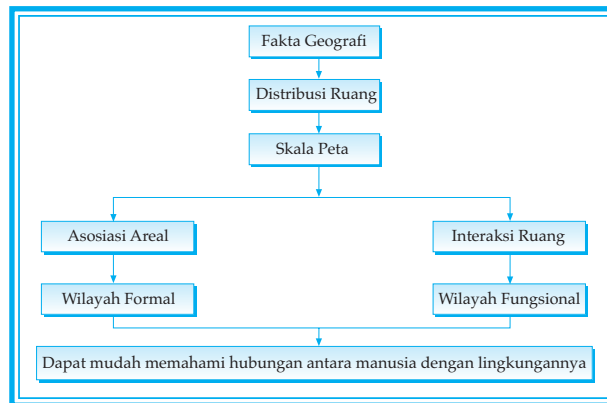 Fakta Geografi
Distribusi Ruang
Skala Peta
Asosiasi Areal
Interaksi Ruang
Wilayah Formal
Wilayah Fungsional
Dapat mudah memahami hubungan antara manusia dengan lingkungannya